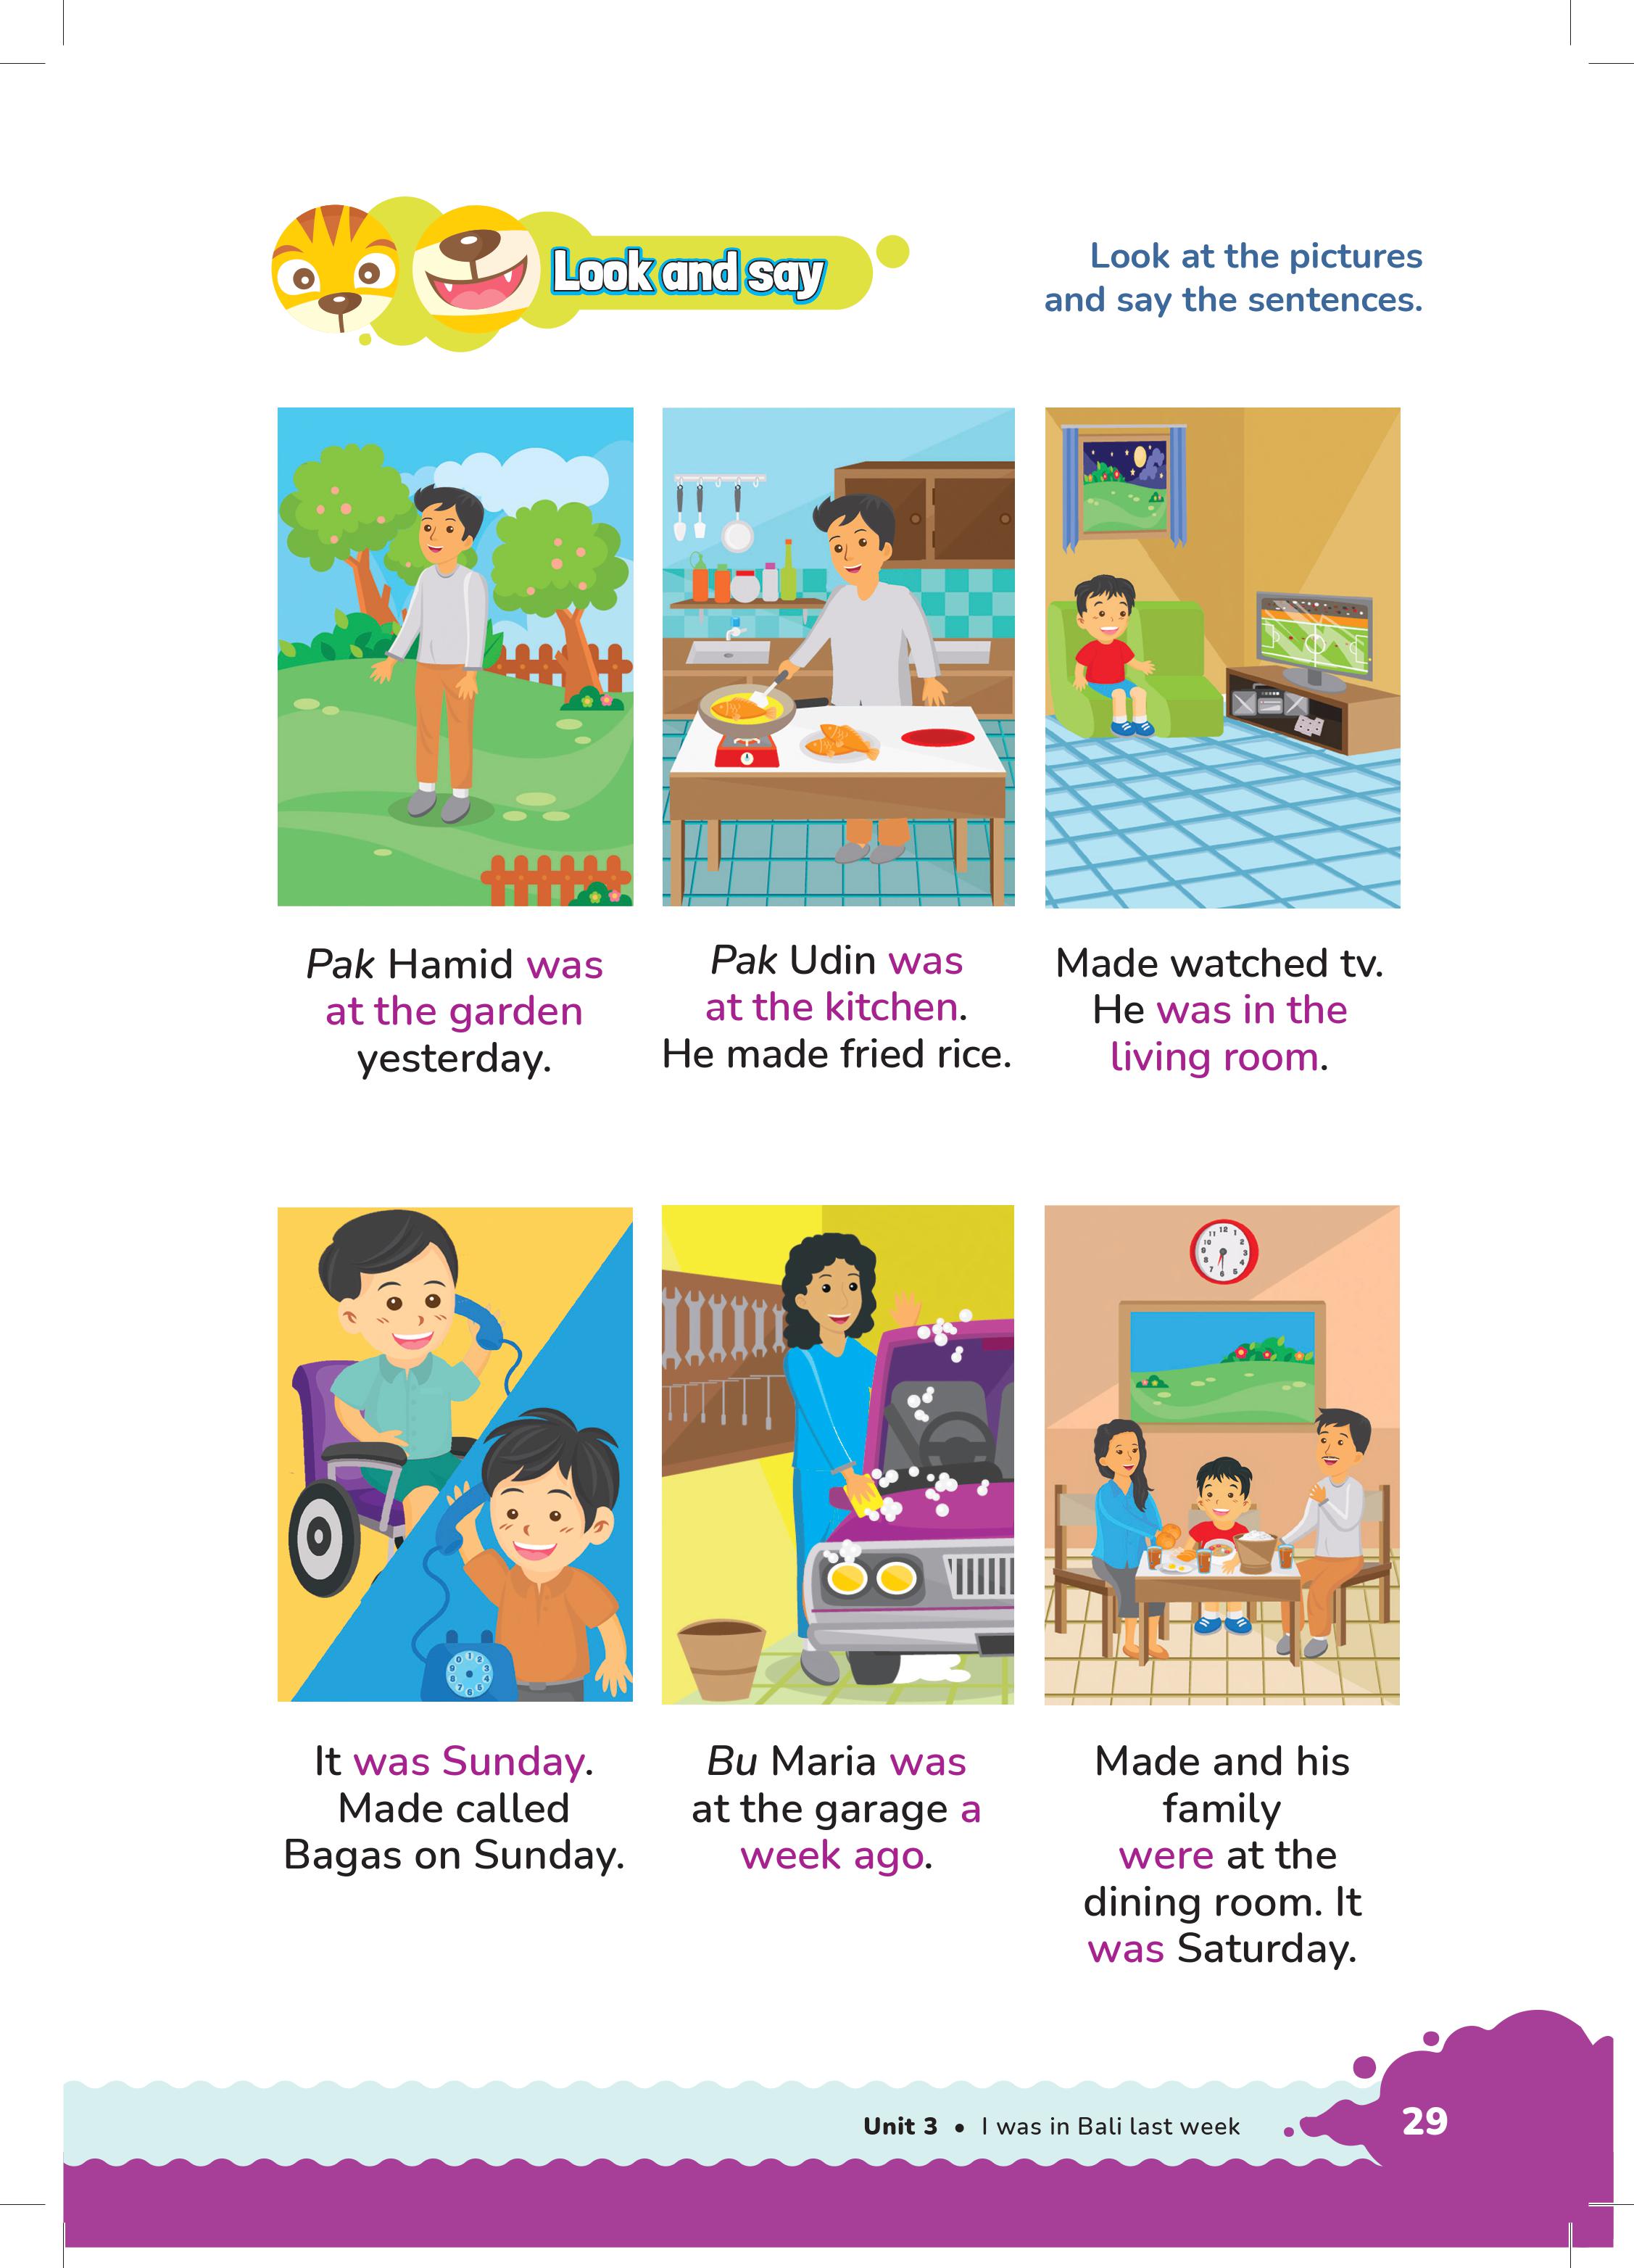 Look and say
Look at the pictures
and say the sentences.
Pak Hamid was
at the garden
yesterday.
Pak Udin was
at the kitchen.
He made fried rice.
Made watched tv.
He was in the
living room.
It was Sunday.
Made called
Bagas on Sunday.
Bu Maria was
at the garage a
week ago.
Made and his
family
were at the
dining room. It
was Saturday.
Unit 3 • I was in Bali last week
29